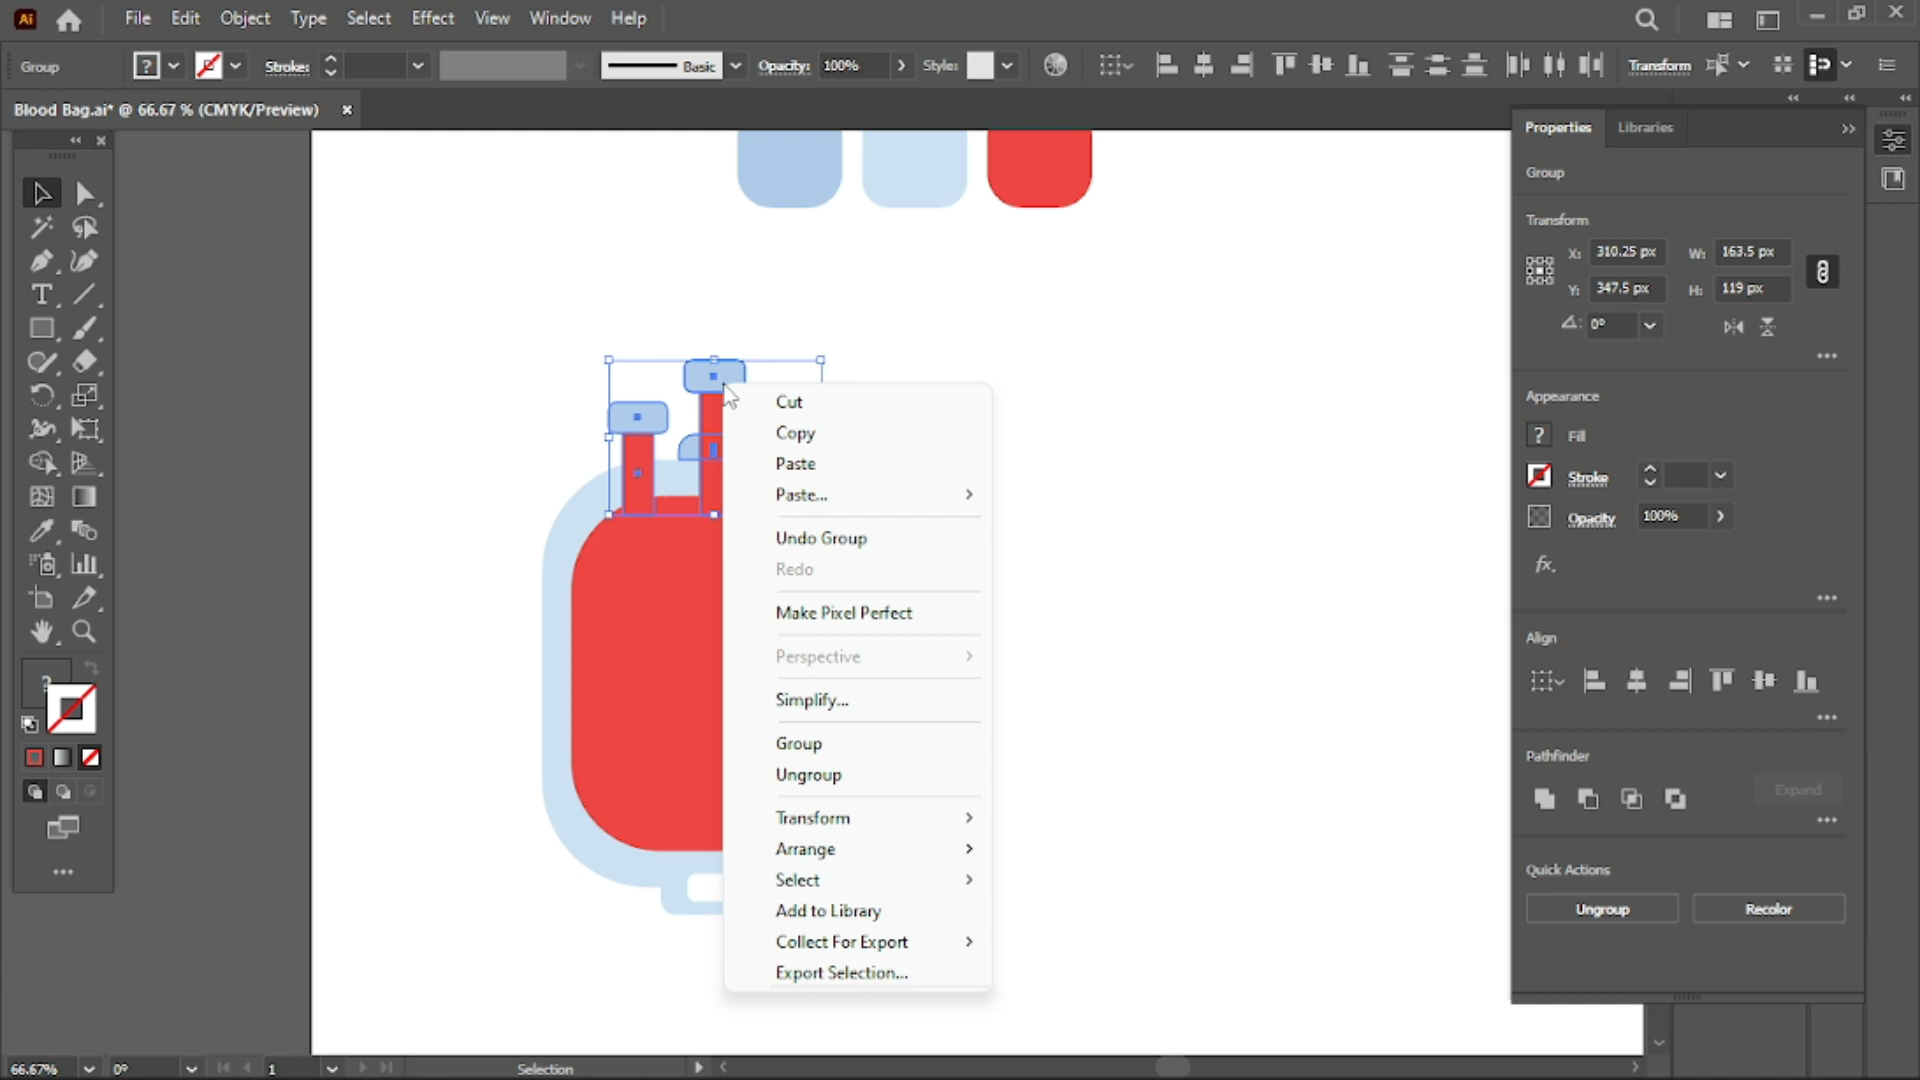 Ai File Edit Object Type Select Effect View Window Help
Group ? Stroke: Basic Opacity: 100% Style: Transform
Blood Bag.ai* @ 66.67 % (CMYK/Preview)
Properties Libraries
Group
Transform
X: 310.25 px W: 163.5 px
Y: 347.5 px H: 119 px
0°
Appearance
? Fill
Stroke
Opacity 100%
fx.
Align
Pathfinder
Expand
Quick Actions
Ungroup Recolor
Cut
Copy
Paste
Paste...
Undo Group
Redo
Make Pixel Perfect
Perspective
Simplify...
Group
Ungroup
Transform
Arrange
Select
Add to Library
Collect For Export
Export Selection...
T
?
66.67% 0° 1 Selection